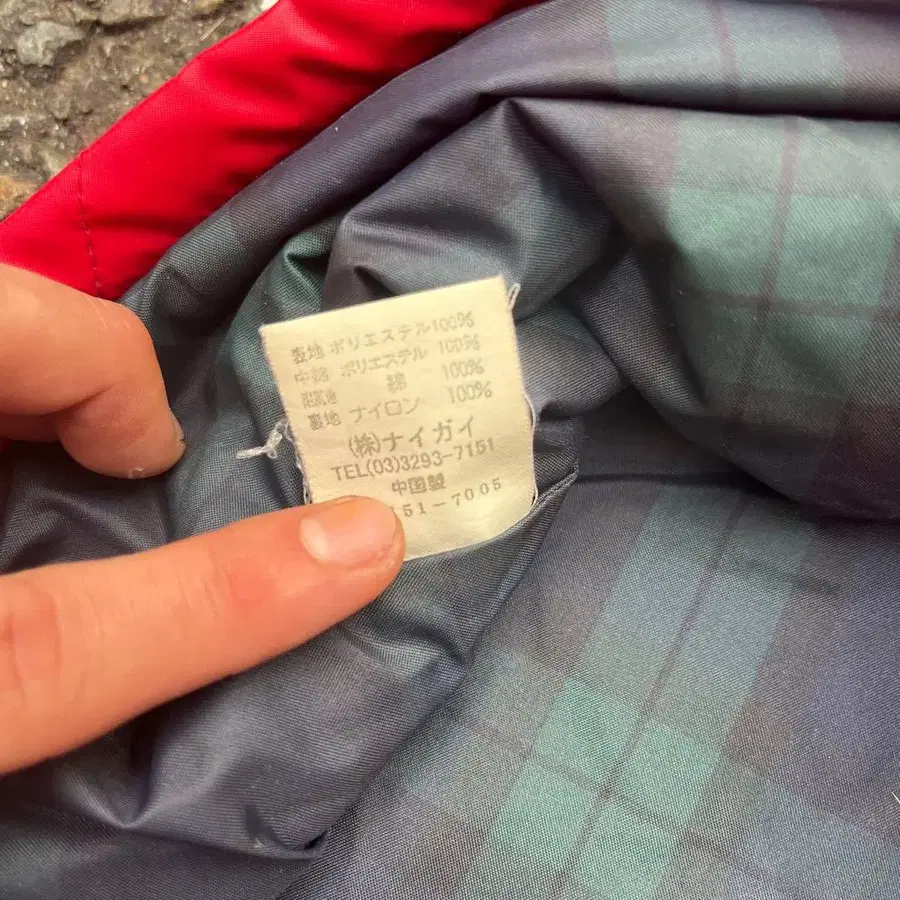 表地 ポリエステル100%
中綿 ポリエステル 100%
綿 100%
裏地 ナイロン 100%
(株)ナイガイ
TEL(03)3293-7151
中国製
151-7005